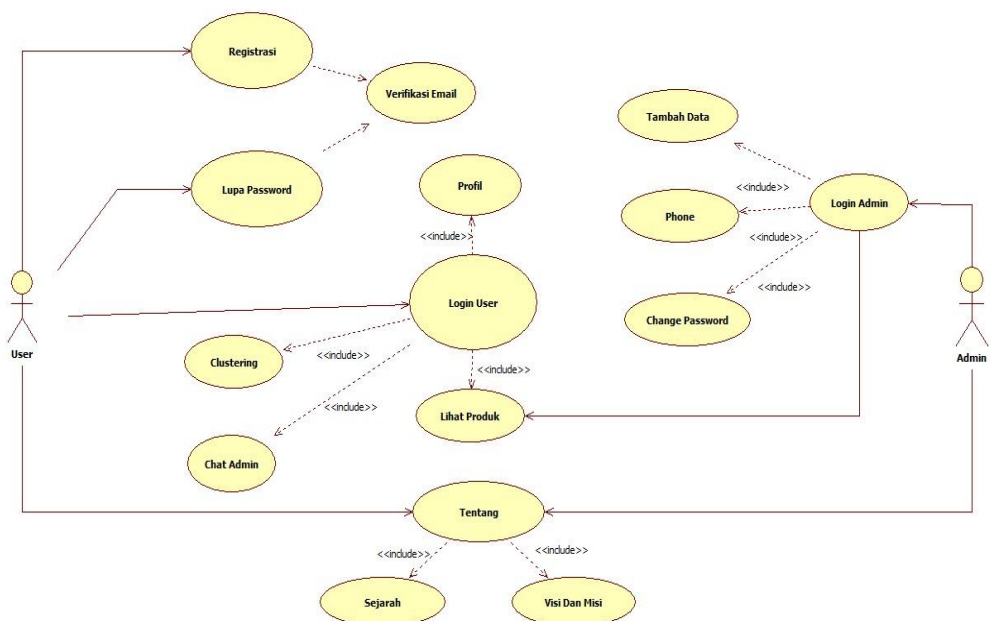 Registrasi
Verifikasi Email
Tambah Data
Lupa Password
Profil
<<include>>
Login Admin
Phone
<<include>>
<<include>>
<<include>>
Login User
Change Password
User
Admin
<<include>>
Clustering
<<include>>
<<include>>
Lihat Produk
Chat Admin
Tentang
<<include>>
<<include>>
Sejarah
Visi Dan Misi